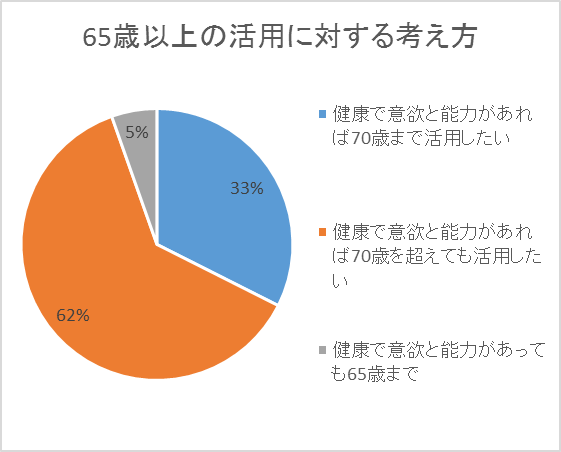 65歳以上の活用に対する考え方
5%
33%
62%
健康で意欲と能力があれ
ば70歳まで活用したい
健康で意欲と能力があれ
ば70歳を超えても活用した
い
健康で意欲と能力があって
も65歳まで